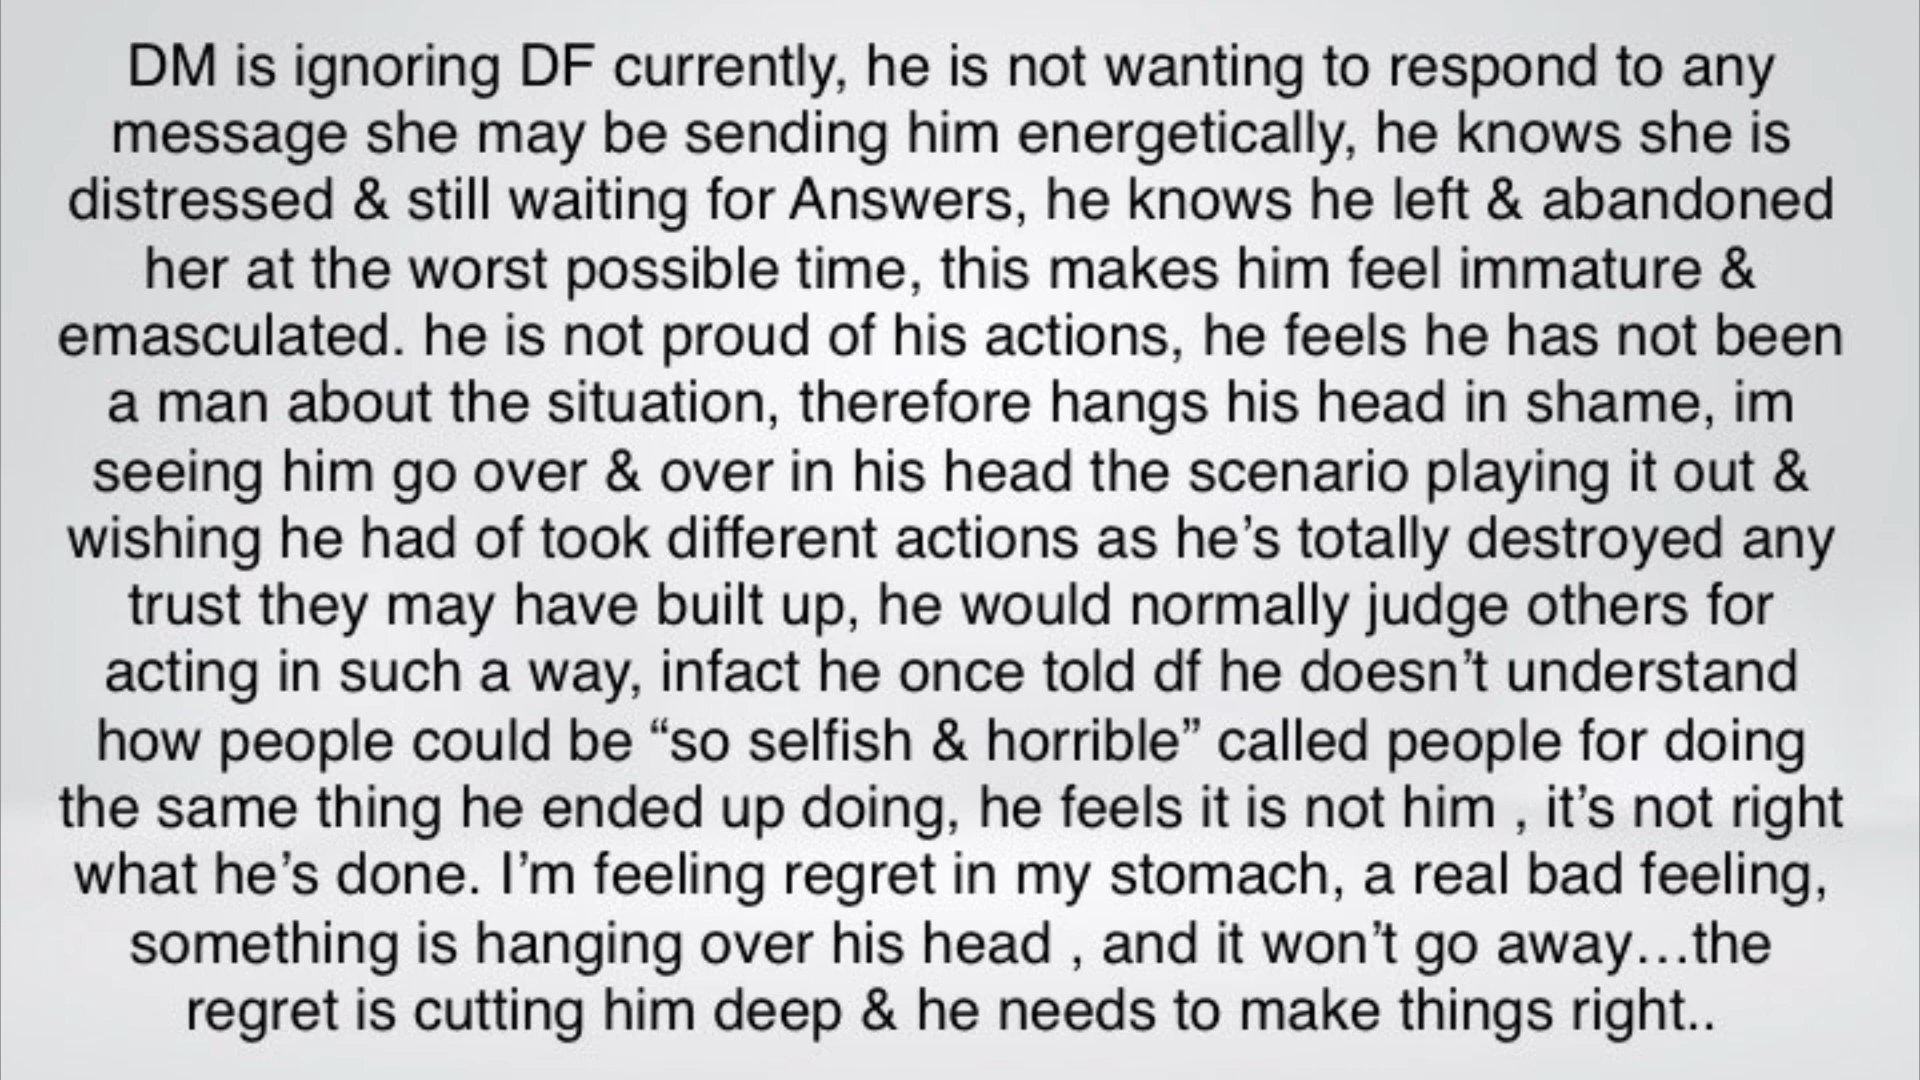 DM is ignoring DF currently, he is not wanting to respond to any
message she may be sending him energetically, he knows she is
distressed & still waiting for Answers, he knows he left & abandoned
her at the worst possible time, this makes him feel immature &
emasculated. he is not proud of his actions, he feels he has not been
a man about the situation, therefore hangs his head in shame, im
seeing him go over & over in his head the scenario playing it out &
wishing he had of took different actions as he’s totally destroyed any
trust they may have built up, he would normally judge others for
acting in such a way, infact he once told df he doesn’t understand
how people could be “so selfish & horrible” called people for doing
the same thing he ended up doing, he feels it is not him , it’s not right
what he’s done. I’m feeling regret in my stomach, a real bad feeling,
something is hanging over his head , and it won’t go away…the
regret is cutting him deep & he needs to make things right..